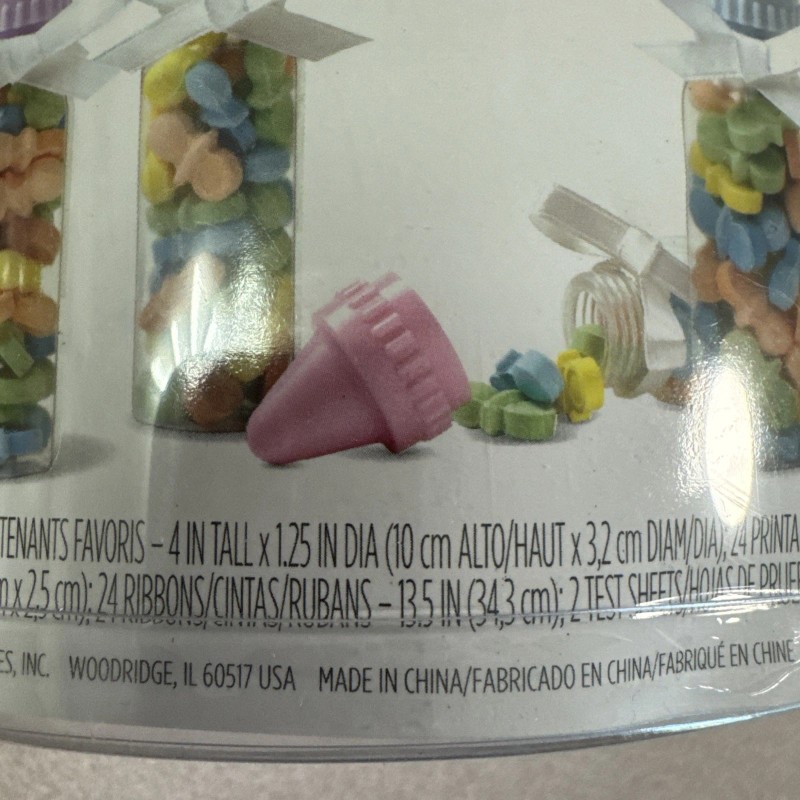 TENANTS FAVORIS – 4 IN TALL x 1.25 IN DIA (10 cm ALTO/HAUT x 3,2 cm DIAM/DIA), 24 PRINTA
x 2,5 cm); 24 RIBBONS/CINTAS/RUBANS – 13.5 IN (34,3 cm); 2 TEST SHEETS/HOJAS DE PRUE
ES, INC. WOODRIDGE, IL 60517 USA MADE IN CHINA/FABRICADO EN CHINA/FABRIQUÉ EN CHINE